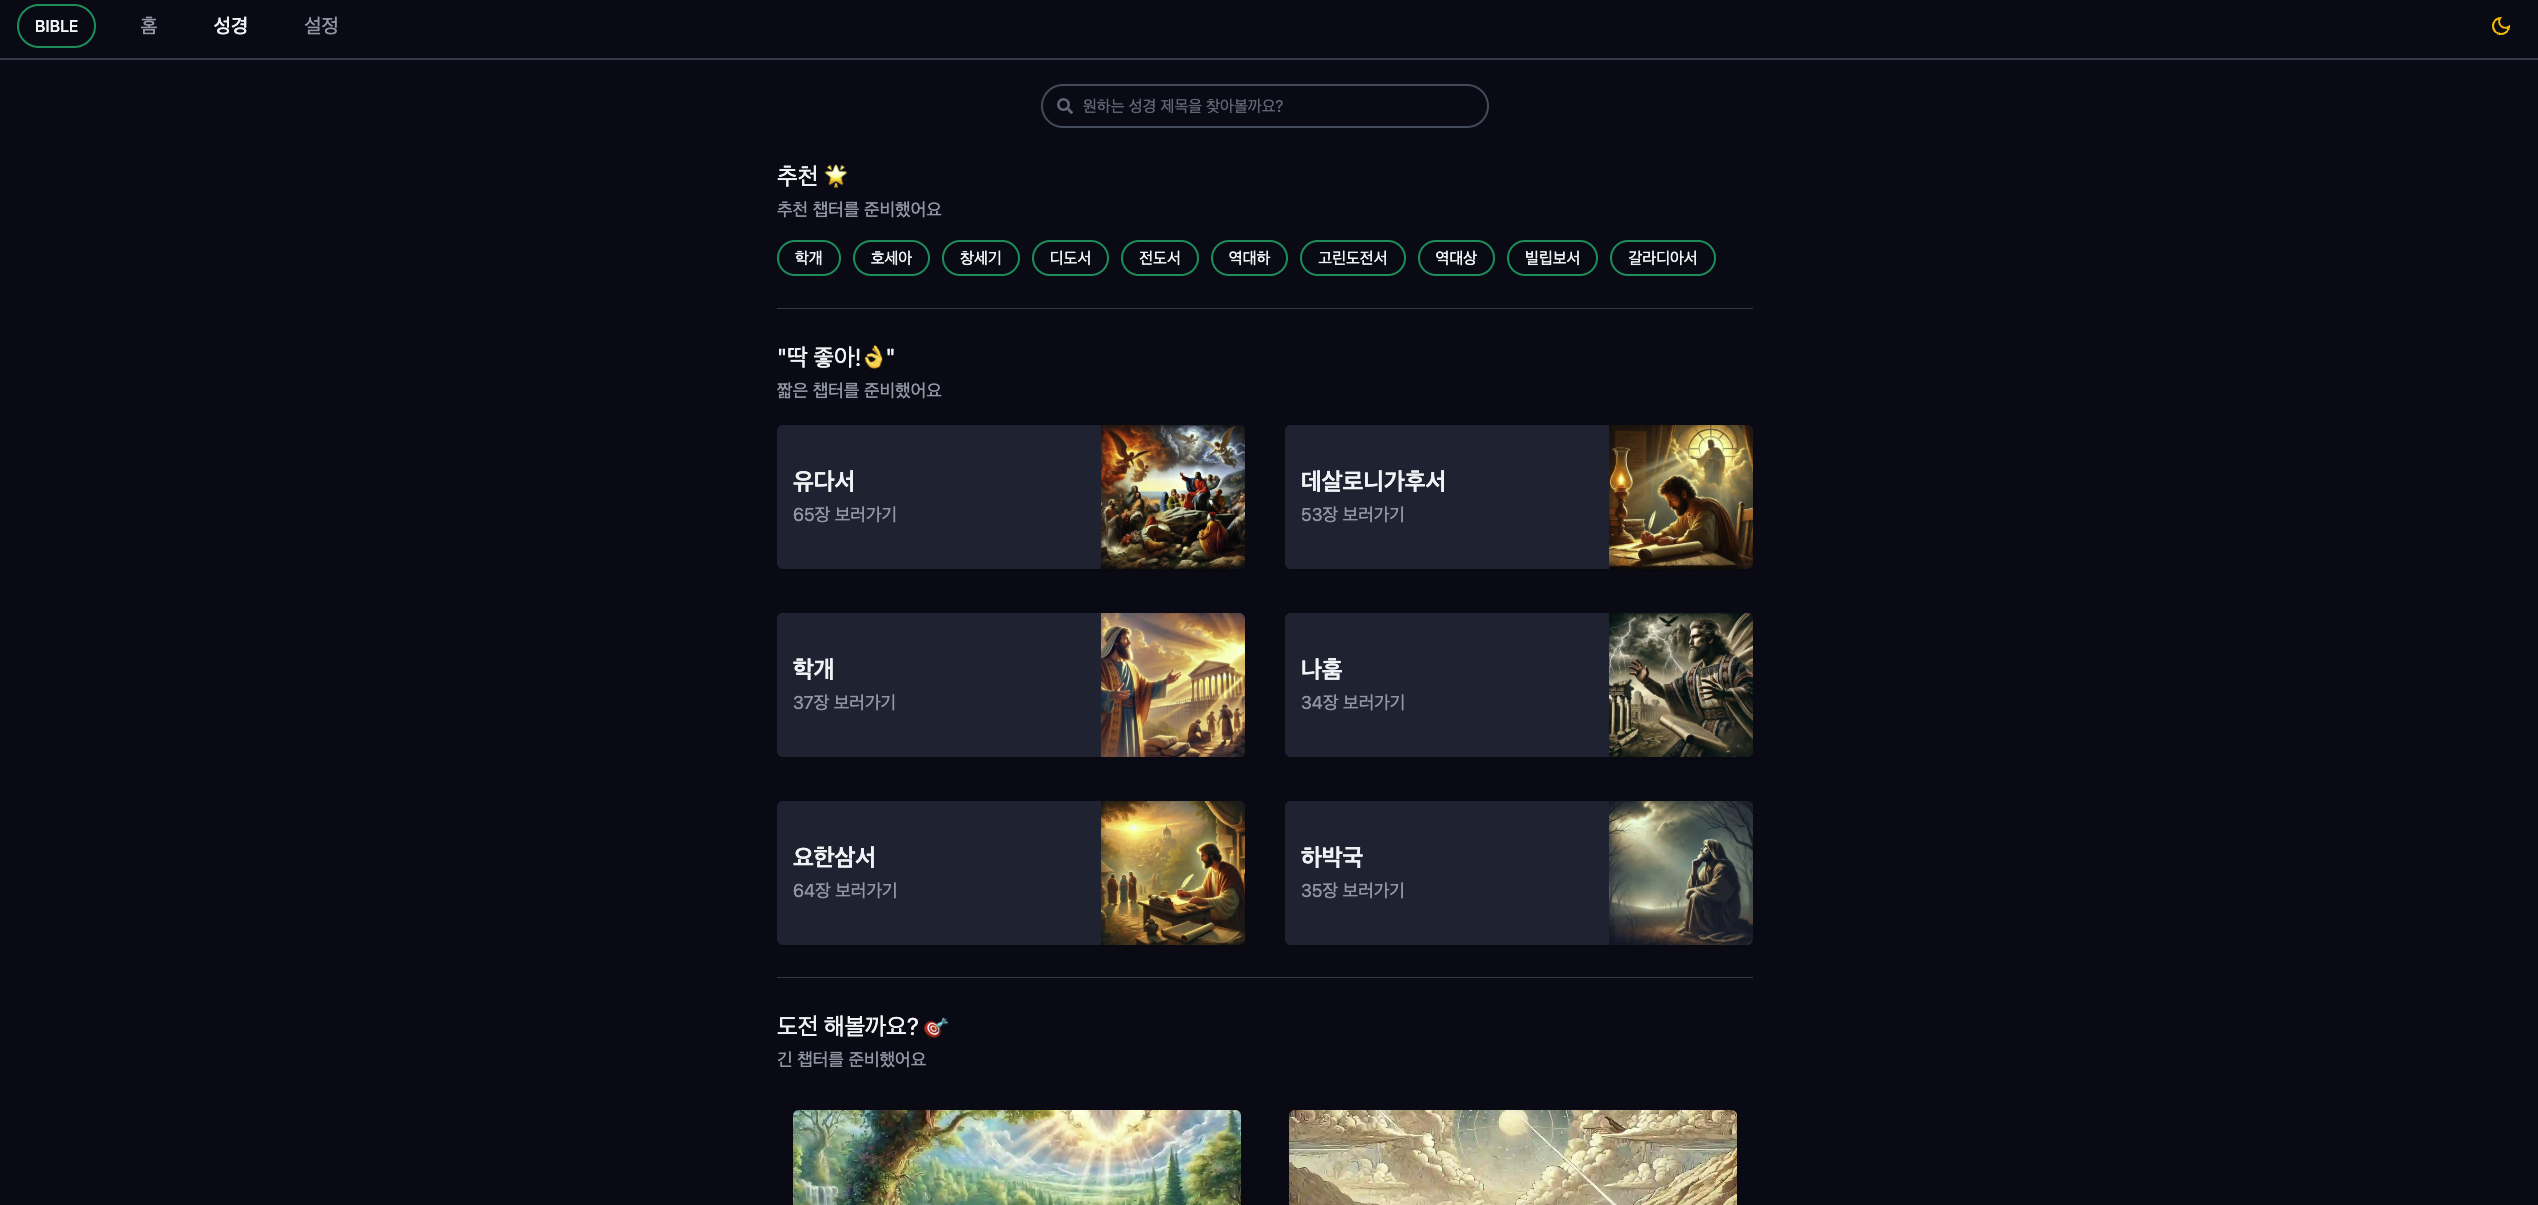 BIBLE 홈 성경 설정
원하는 성경 제목을 찾아볼까요?
추천 🌟
추천 챕터를 준비했어요
학개 호세아 창세기 디도서 전도서 역대하 고린도전서 역대상 빌립보서 갈라디아서
"딱 좋아!👌"
짧은 챕터를 준비했어요
유다서
65장 보러가기
데살로니가후서
53장 보러가기
학개
37장 보러가기
나훔
34장 보러가기
요한삼서
64장 보러가기
하박국
35장 보러가기
도전 해볼까요? 🎯
긴 챕터를 준비했어요